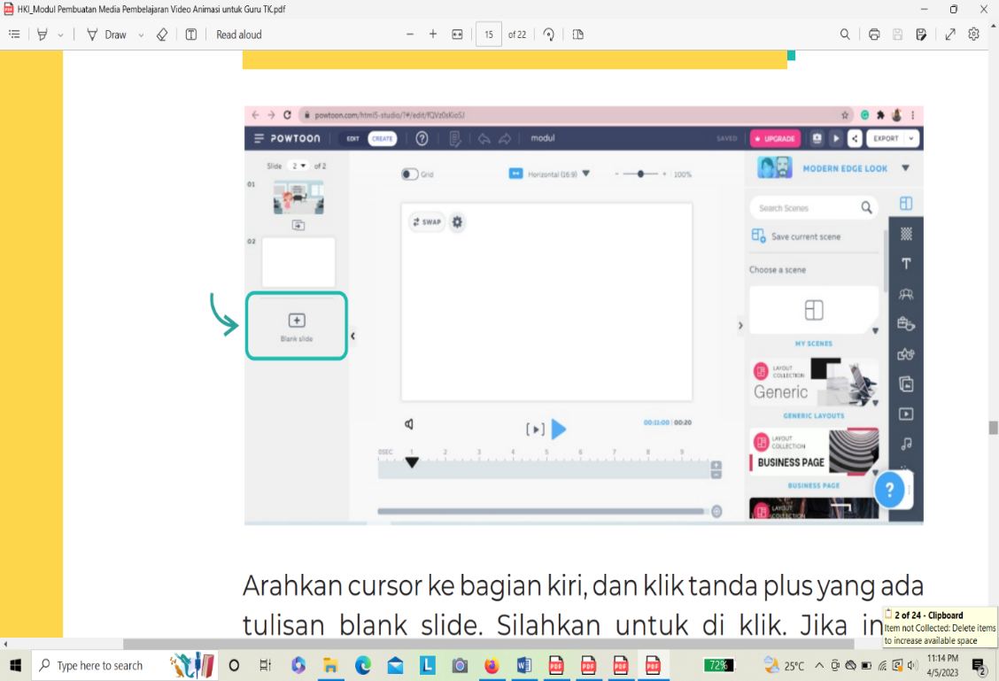 HKI_Modul Pembuatan Media Pembelajaran Video Animasi untuk Guru TK.pdf
Draw
Read aloud
15 of 22
powtoon.com/html5-studio/?#/edit/fQVz0sKioSJ
POWTOON EDIT CREATE modul SAVED UPGRADE EXPORT
Slide 2 of 2
Grid
Horizontal (16:9)
100%
MODERN EDGE LOOK
01
SWAP
Search Scenes
Save current scene
02
Choose a scene
Blank slide
MY SCENES
LAYOUT
COLLECTION
Generic
GENERIC LAYOUTS
00:11:00 | 00:20
LAYOUT
COLLECTION
BUSINESS PAGE
BUSINESS PAGE
0SEC 1 2 3 4 5 6 7 8 9
LAYOUT
COLLECTION
Arahkan cursor ke bagian kiri, dan klik tanda plus yang ada
tulisan blank slide. Silahkan untuk di klik. Jika in
2 of 24 - Clipboard
Item not Collected: Delete items
to increase available space
Type here to search
72%
25°C
11:14 PM
4/5/2023
2